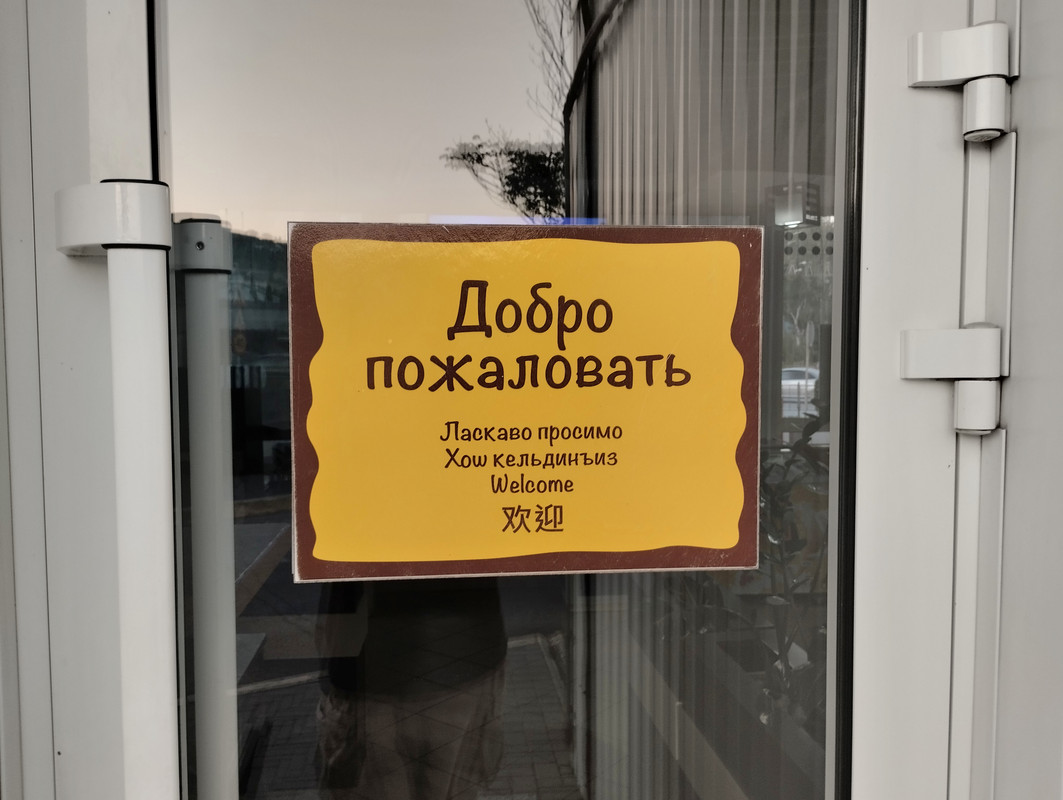 Добро
пожаловать
Ласкаво просимо
Хош кельдинъиз
Welcome
欢迎